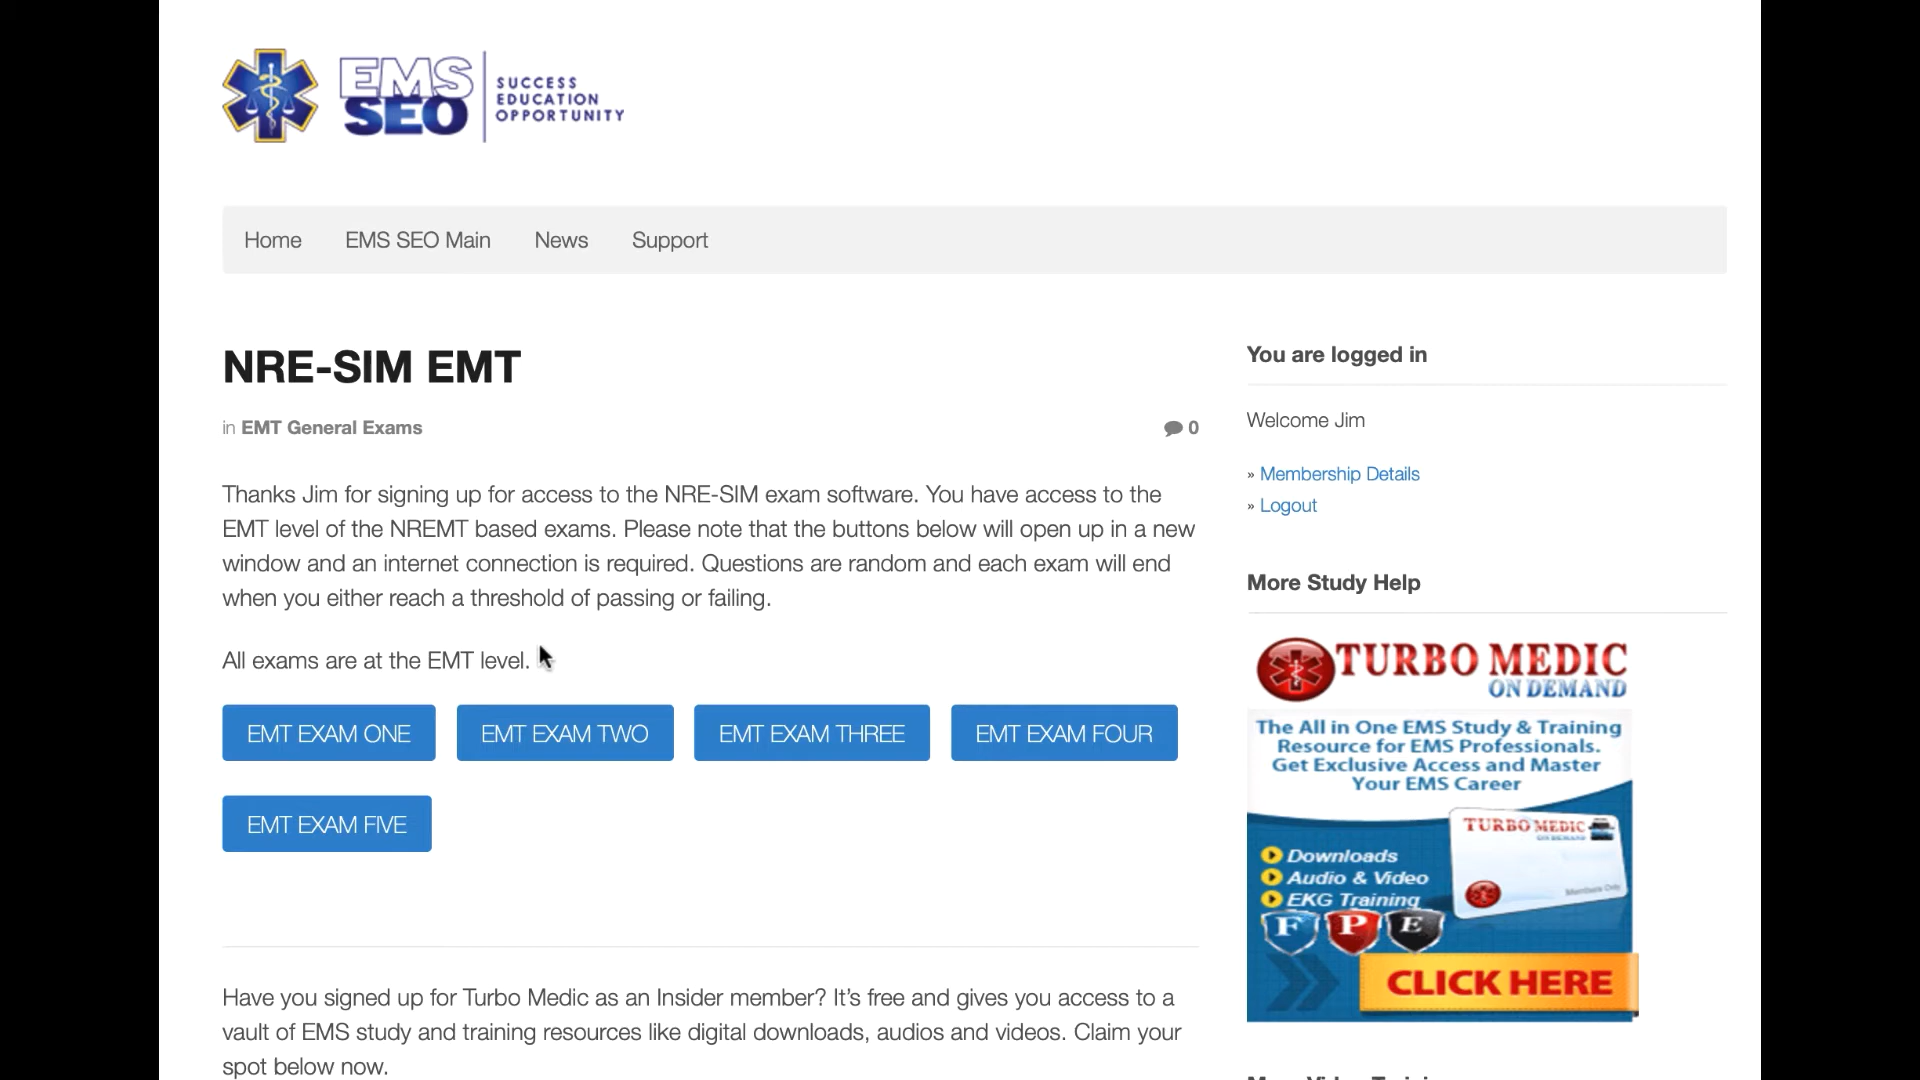 EMS
SEO
SUCCESS
EDUCATION
OPPORTUNITY
Home EMS SEO Main News Support
NRE-SIM EMT
in EMT General Exams
0
Thanks Jim for signing up for access to the NRE-SIM exam software. You have access to the
EMT level of the NREMT based exams. Please note that the buttons below will open up in a new
window and an internet connection is required. Questions are random and each exam will end
when you either reach a threshold of passing or failing.
All exams are at the EMT level.
EMT EXAM ONE EMT EXAM TWO EMT EXAM THREE EMT EXAM FOUR
EMT EXAM FIVE
Have you signed up for Turbo Medic as an Insider member? It's free and gives you access to a
vault of EMS study and training resources like digital downloads, audios and videos. Claim your
spot below now.
You are logged in
Welcome Jim
» Membership Details
» Logout
More Study Help
TURBO MEDIC
ON DEMAND
The All in One EMS Study & Training
Resource for EMS Professionals.
Get Exclusive Access and Master
Your EMS Career
TURBO MEDIC
ON DEMAND
Members Only
Downloads
Audio & Video
EKG Training
F P E
CLICK HERE